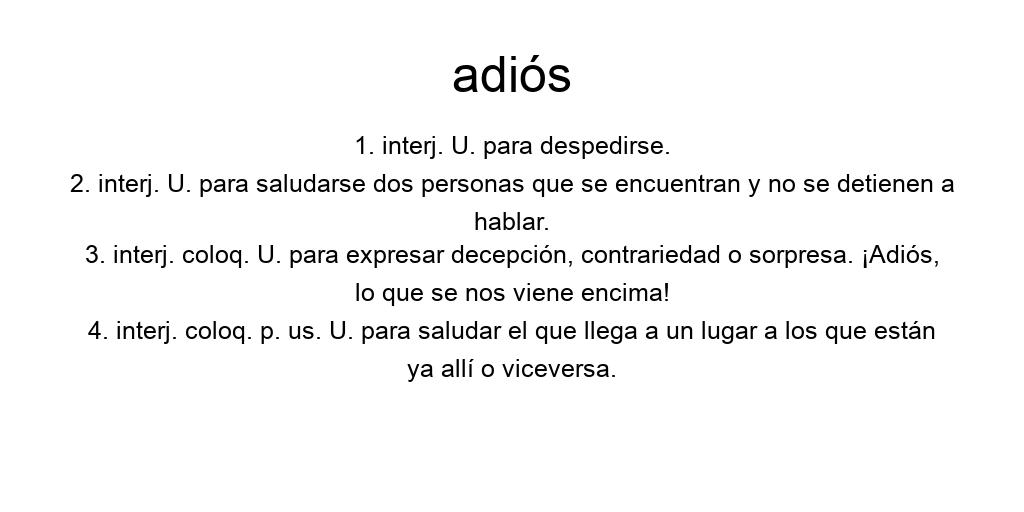 adiós
1. interj. U. para despedirse.
2. interj. U. para saludarse dos personas que se encuentran y no se detienen a
hablar.
3. interj. coloq. U. para expresar decepción, contrariedad o sorpresa. ¡Adiós,
lo que se nos viene encima!
4. interj. coloq. p. us. U. para saludar el que llega a un lugar a los que están
ya allí o viceversa.